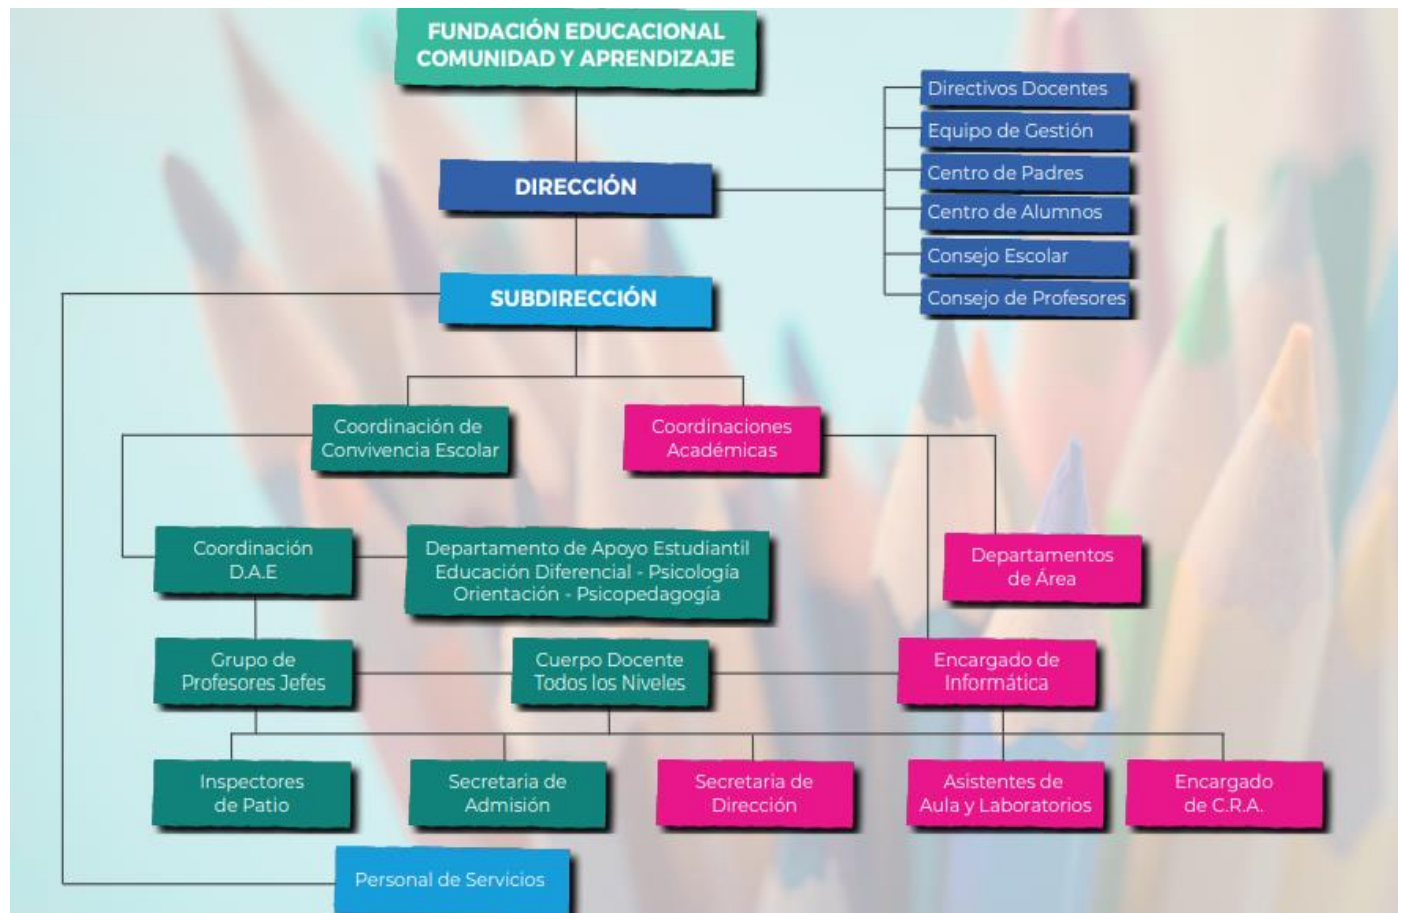 FUNDACIÓN EDUCACIONAL
COMUNIDAD Y APRENDIZAJE
DIRECCIÓN
Directivos Docentes
Equipo de Gestión
Centro de Padres
Centro de Alumnos
Consejo Escolar
Consejo de Profesores
SUBDIRECCIÓN
Coordinación de
Convivencia Escolar
Coordinaciones
Académicas
Coordinación
D.A.E
Departamento de Apoyo Estudiantil
Educación Diferencial - Psicología
Orientación - Psicopedagogía
Departamentos
de Área
Grupo de
Profesores Jefes
Cuerpo Docente
Todos los Niveles
Encargado de
Informática
Inspectores
de Patio
Secretaria de
Admisión
Secretaria de
Dirección
Asistentes de
Aula y Laboratorios
Encargado
de C.R.A.
Personal de Servicios